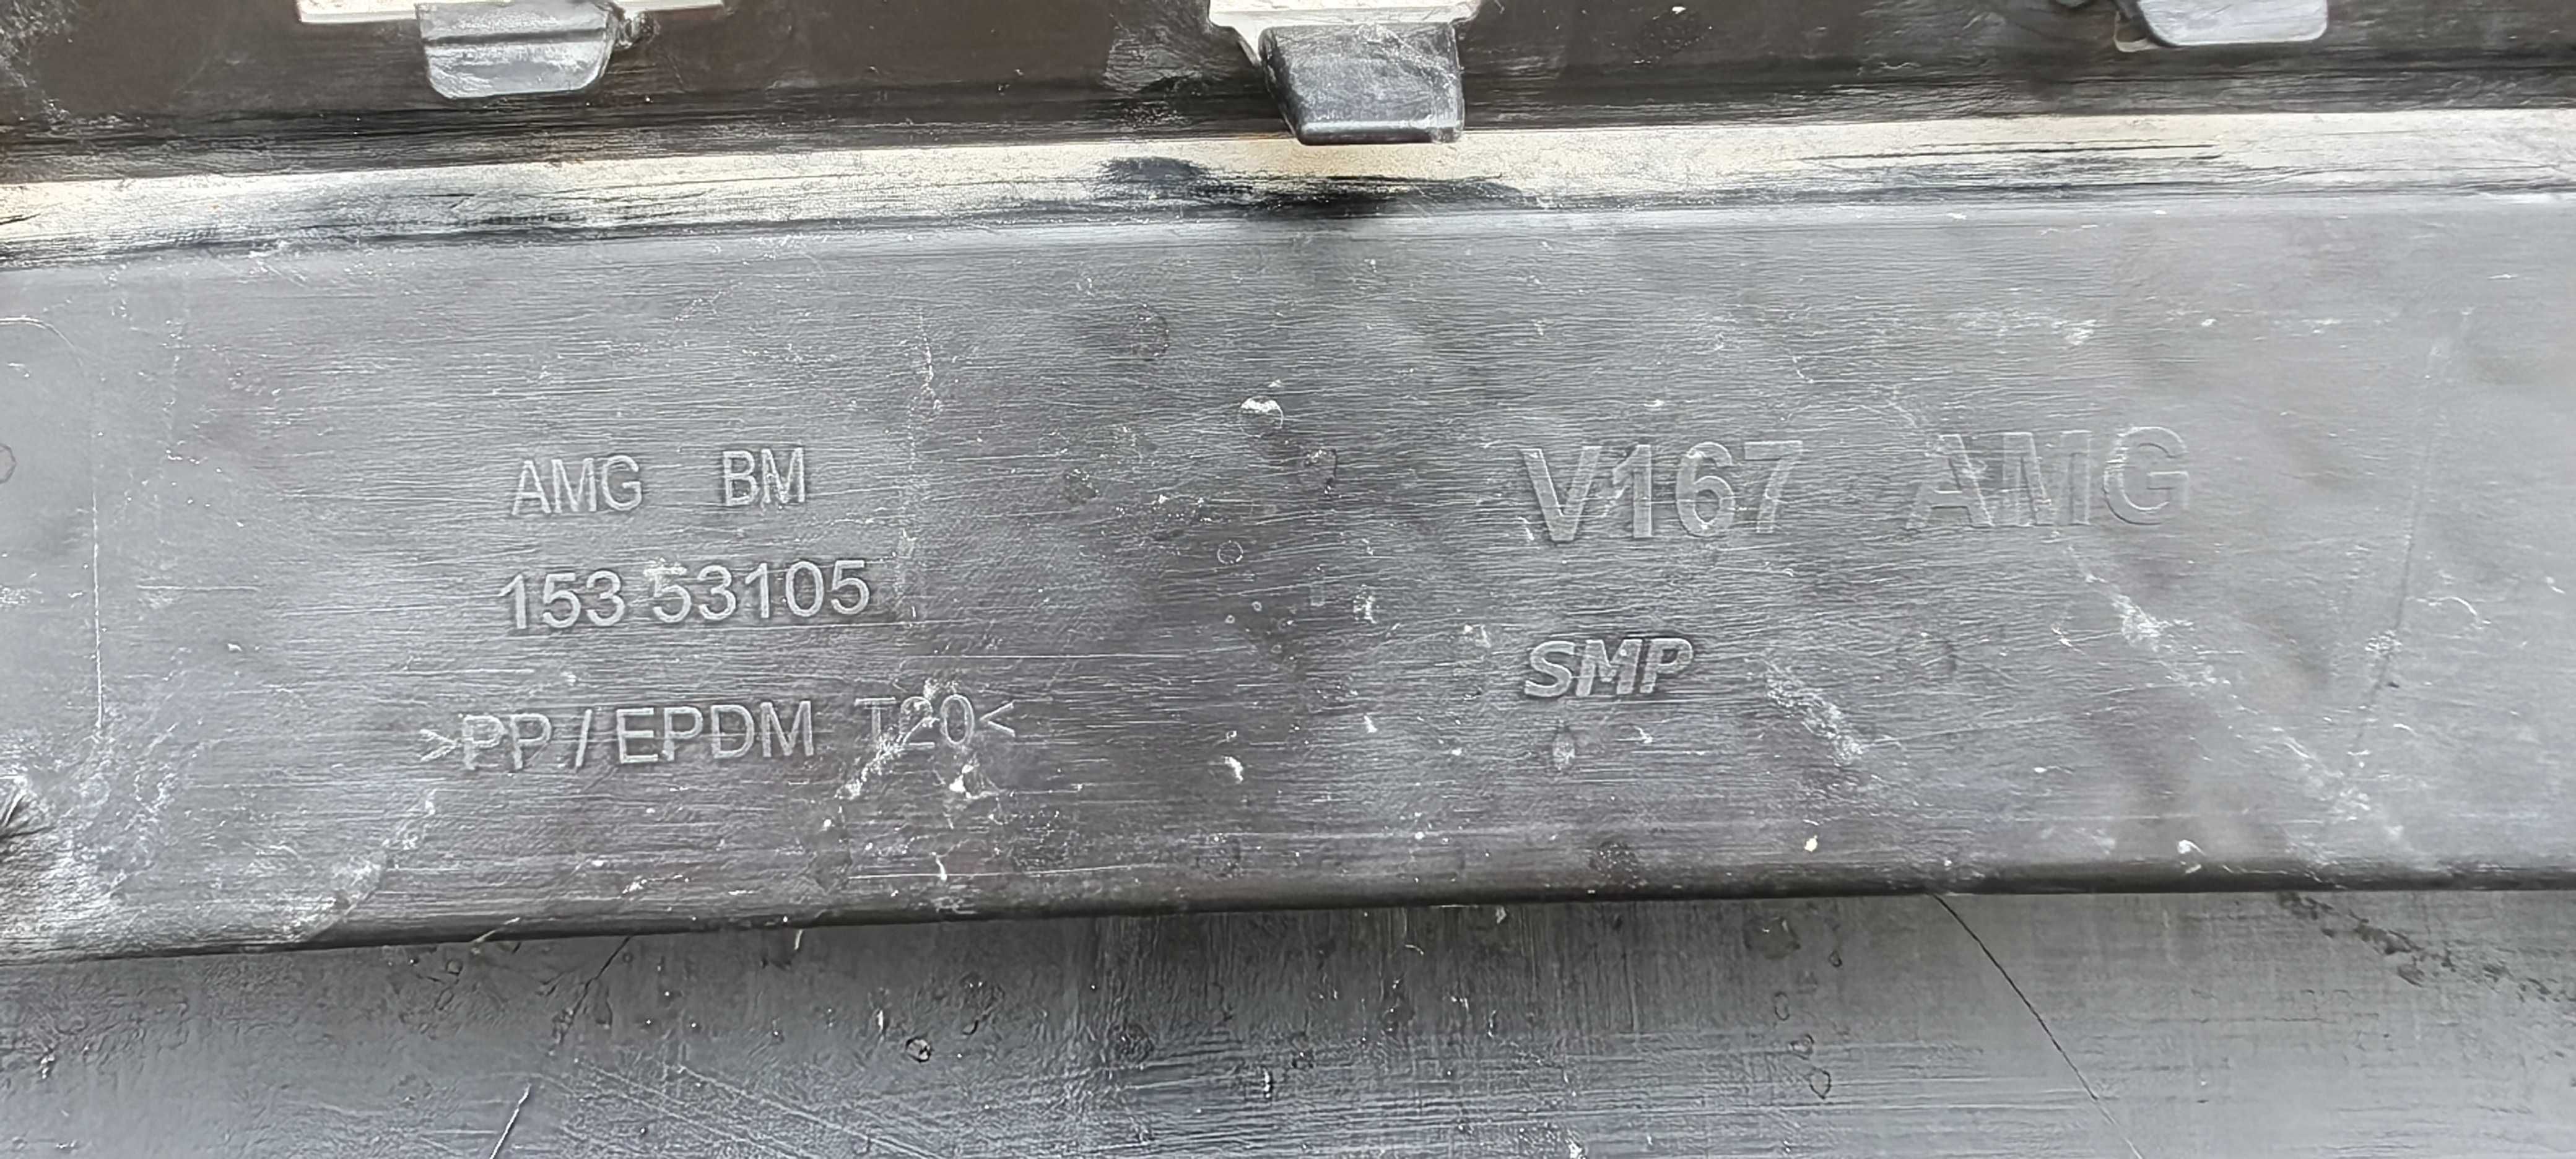 AMG BM
153 53105
>PP / EPDM T20<
V167 AMG
SMP